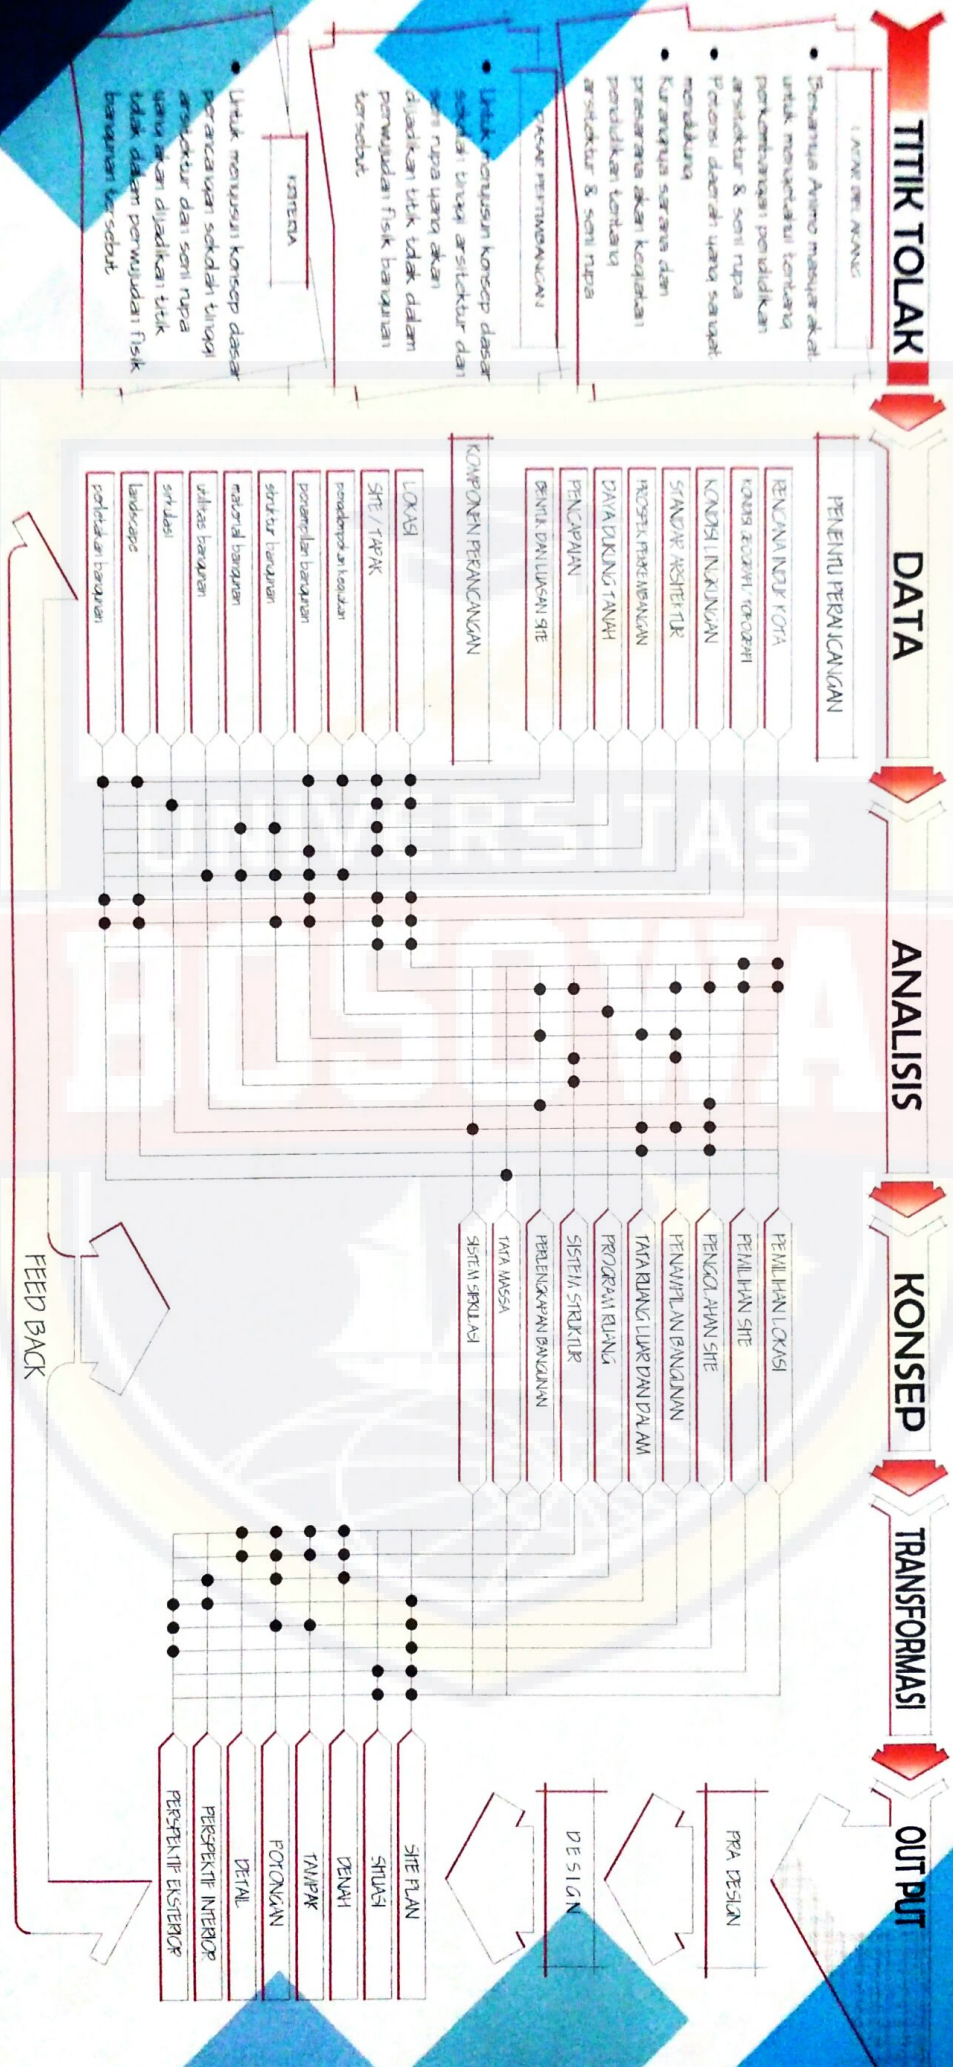 TITIK TOLAK
DATA
ANALISIS
KONSEP
TRANSFORMASI
OUT PUT
LATAR BELAKANG
• Besarnya Animo masyarakat
untuk mengetahui tentang
perkembangan pendidikan
arsitektur & seni rupa
• Potensi daerah yang sangat
mendukung
• Kurangnya sarana dan
prasarana akan kegiatan
pendidikan tentang
arsitektur & seni rupa
DASAR PERTIMBANGAN
• Untuk menyusun konsep dasar
sekolah tinggi arsitektur dan
seni rupa yang akan
dijadikan titik tolak dalam
perwujudan fisik bangunan
tersebut
KRITERIA
• Untuk menyusun konsep dasar
perancangan sekolah tinggi
arsitektur dan seni rupa
yang akan dijadikan titik
tolak dalam perwujudan fisik
bangunan tersebut
PENENTU PERANCANGAN
RENCANA INDUK KOTA
KONDISI GEOGRAFI / TOPOGRAFI
KONDISI LINGKUNGAN
STANDAR ARSITEKTUR
PROSPEK PERKEMBANGAN
DAYA DUKUNG TANAH
PENCAPAIAN
BENTUK DAN LUASAN SITE
KOMPONEN PERANCANGAN
LOKASI
SITE / TAPAK
pengelompokan kegiatan
penampilan bangunan
struktur bangunan
material bangunan
utilitas bangunan
sirkulasi
landscape
perletakan bangunan
PEMILIHAN LOKASI
PEMILIHAN SITE
PENGOLAHAN SITE
PENAMPILAN BANGUNAN
TATA RUANG LUAR DAN DALAM
PROGRAM RUANG
SISTEM STRUKTUR
PERLENGKAPAN BANGUNAN
TATA MASSA
SISTEM SIRKULASI
PRA DESIGN
DESIGN
SITE PLAN
SITUASI
DENAH
TAMPAK
POTONGAN
DETAIL
PERSPEKTIF INTERIOR
PERSPEKTIF EKSTERIOR
FEED BACK
UNIVERSITAS
BOSOWA